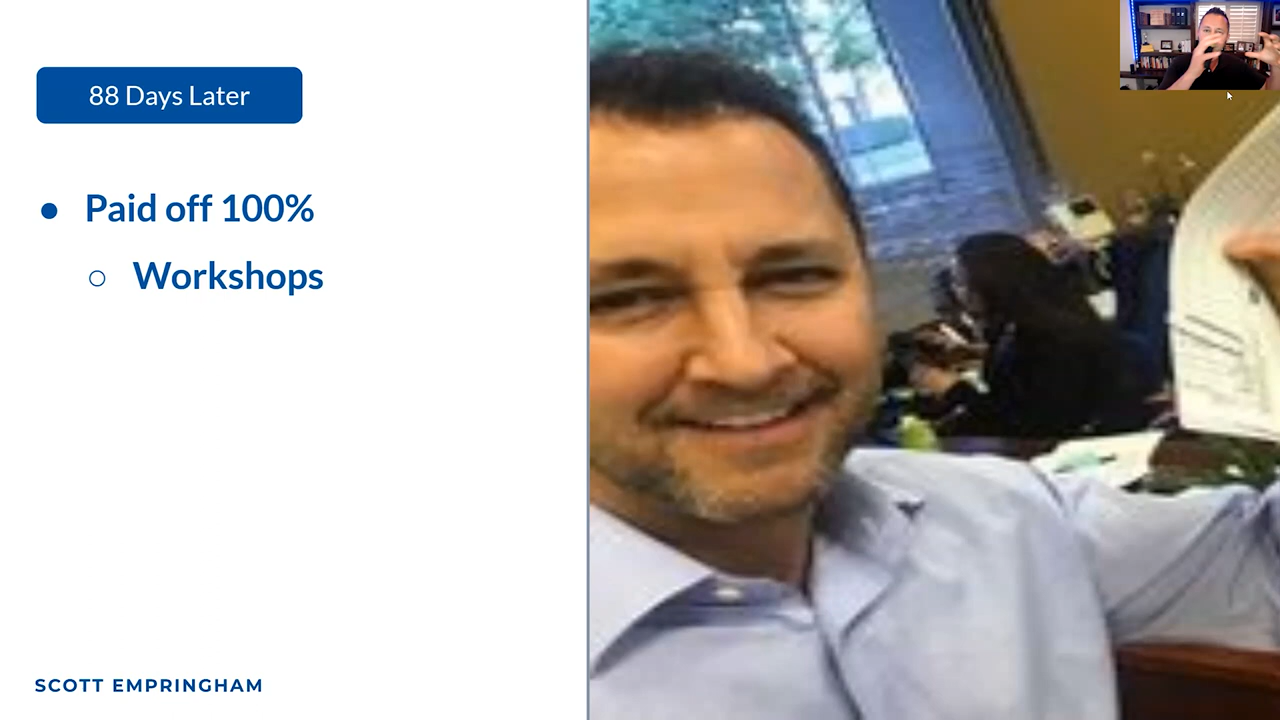 88 Days Later
● Paid off 100%
○ Workshops
SCOTT EMPRINGHAM